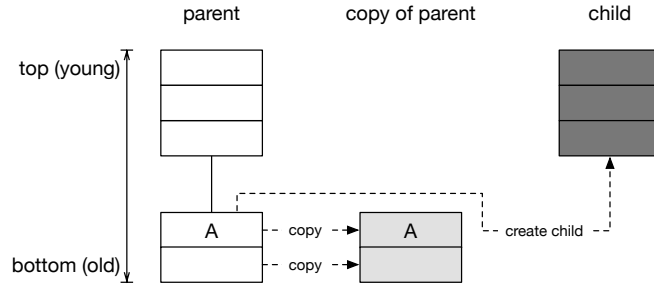 parent copy of parent child
top (young)
A copy A create child
bottom (old) copy